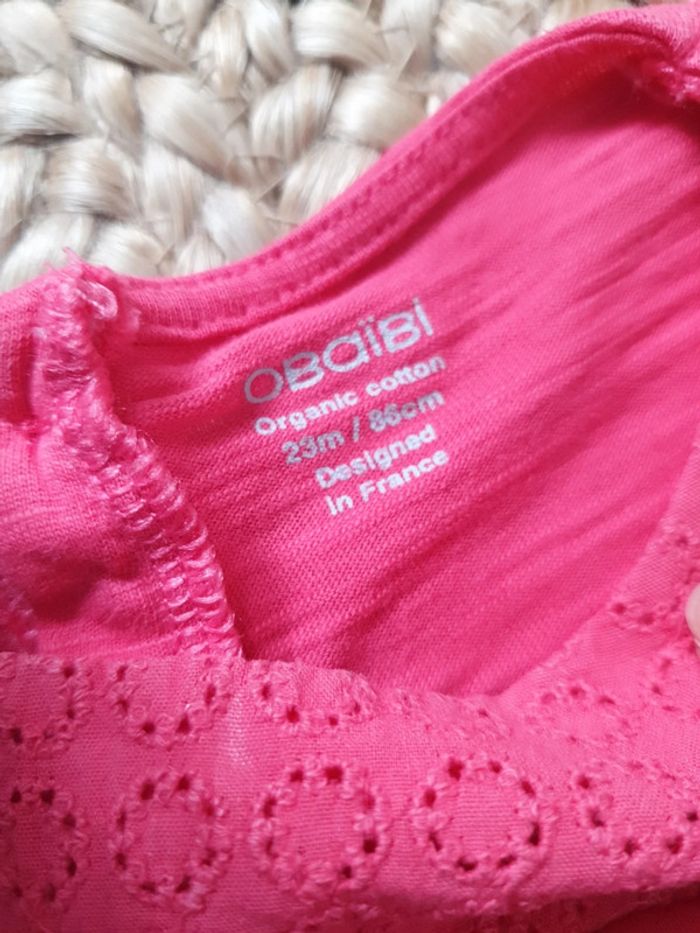 OBaïBi
Organic cotton
23m / 86cm
Designed
in France